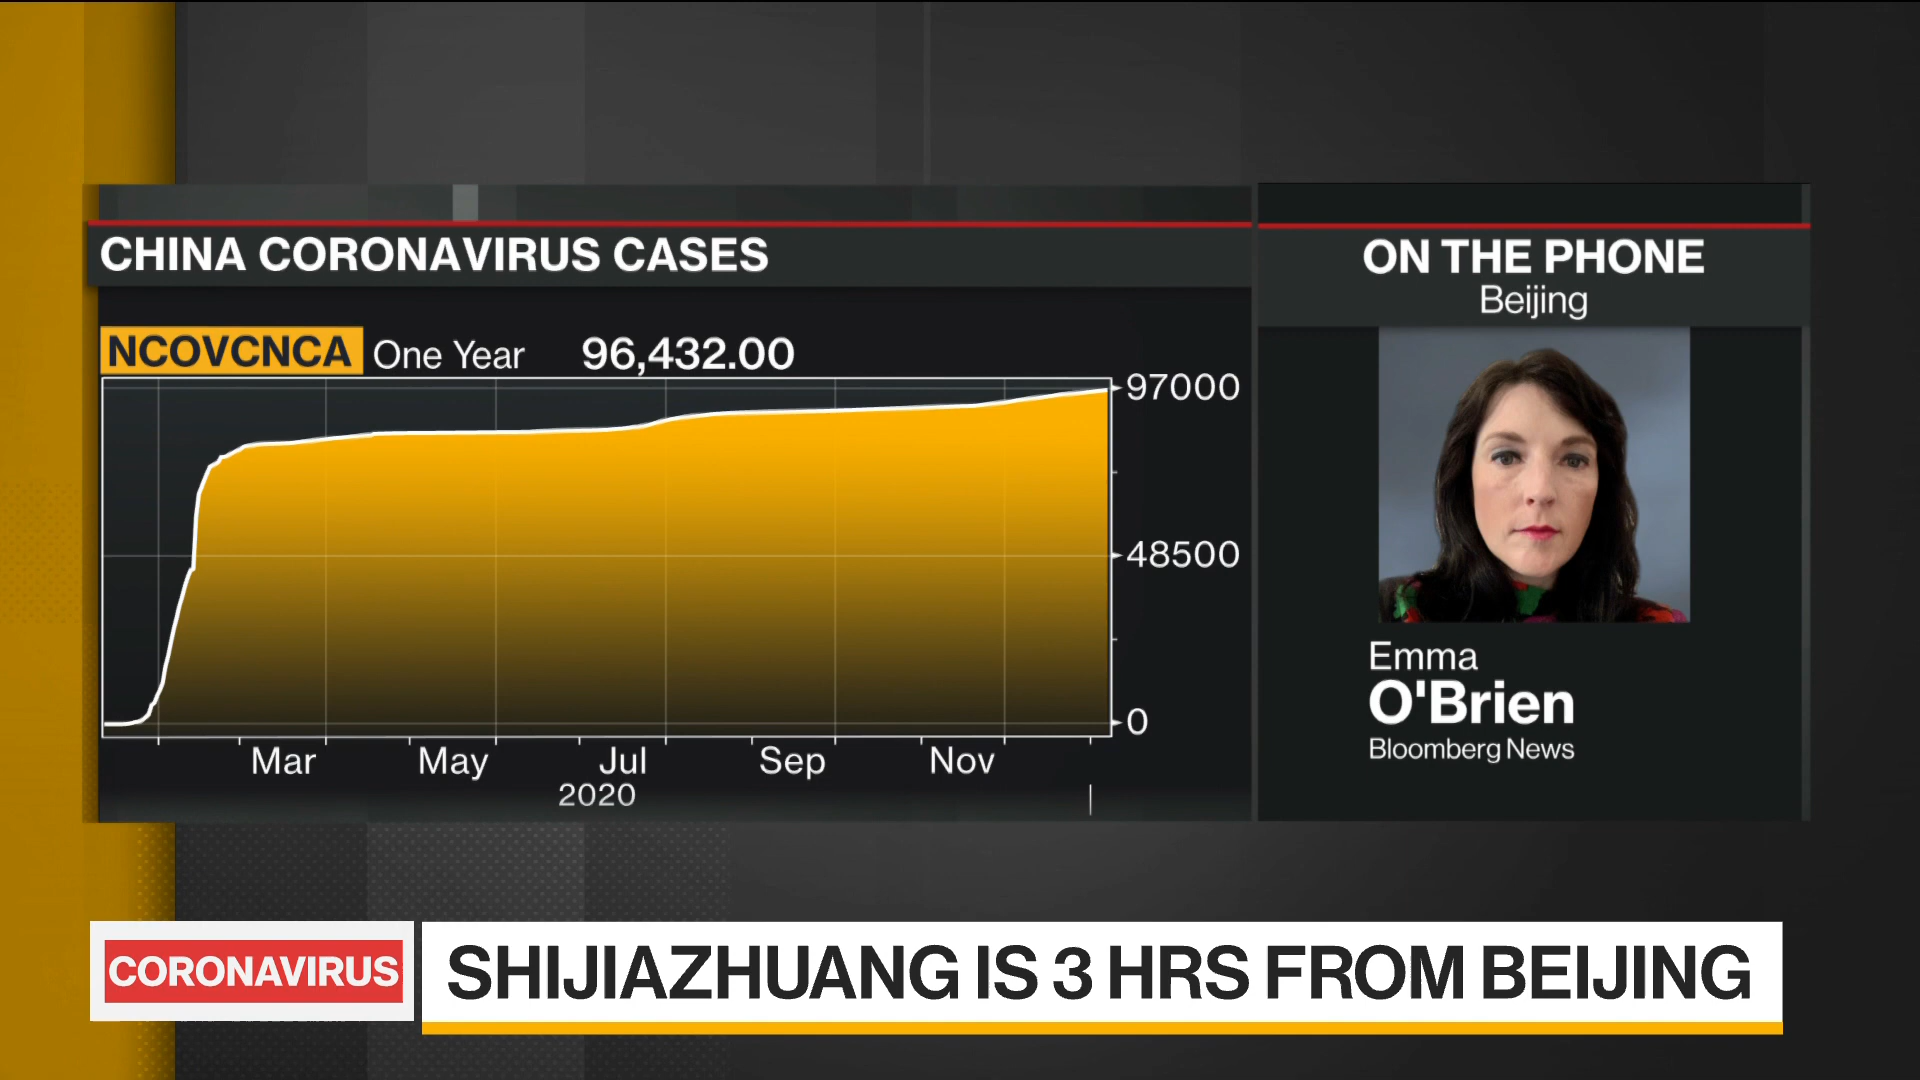 CHINA CORONAVIRUS CASES
NCOVCNCA One Year 96,432.00
97000
48500
0
Mar May Jul Sep Nov
2020
ON THE PHONE
Beijing
Emma
O'Brien
Bloomberg News
CORONAVIRUS
SHIJIAZHUANG IS 3 HRS FROM BEIJING